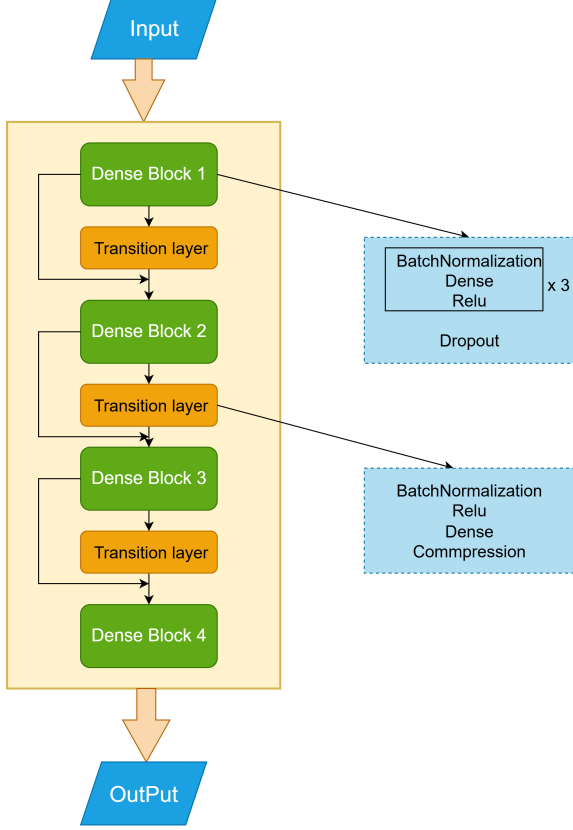 Input
Dense Block 1
Transition layer
Dense Block 2
Transition layer
Dense Block 3
Transition layer
Dense Block 4
OutPut
BatchNormalization
Dense
Relu
x 3
Dropout
BatchNormalization
Relu
Dense
Commpression